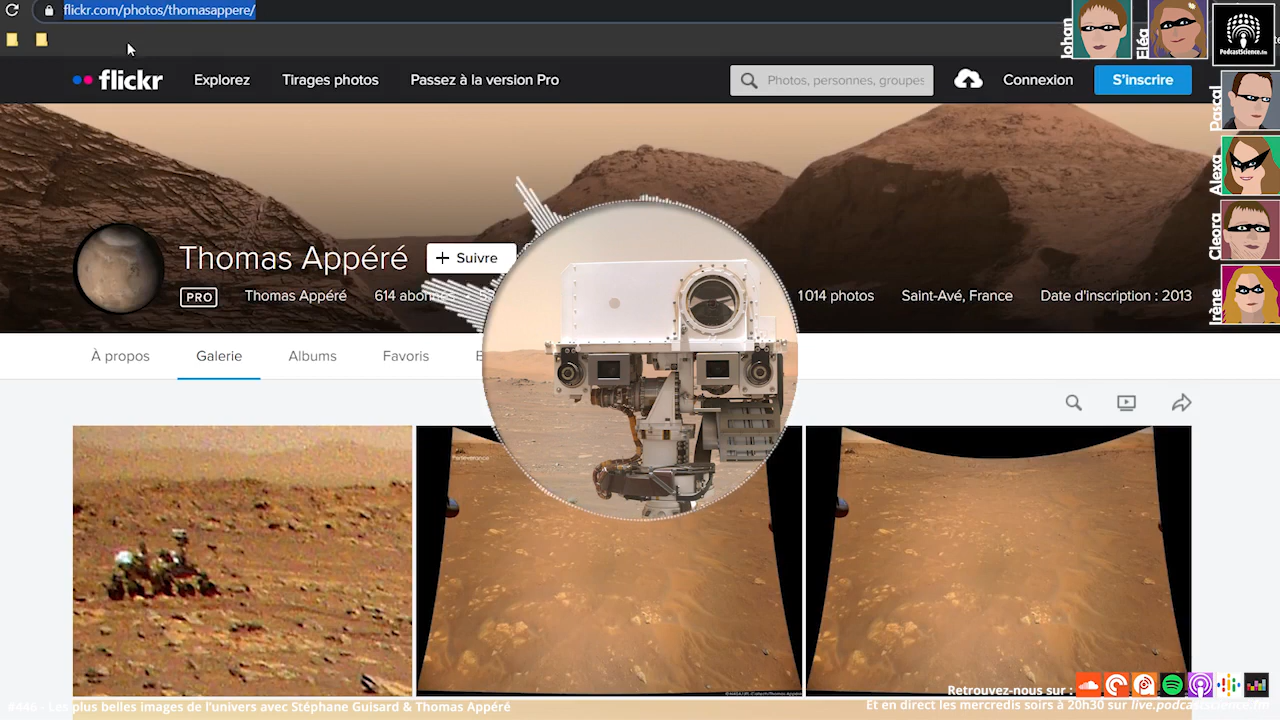 flickr.com/photos/thomasappere/
flickr
Explorez
Tirages photos
Passez à la version Pro
Photos, personnes, groupes
Connexion
S'inscrire
Johan
Eléa
PodcastScience.fm
Pascal
Alexa
Cleora
Irène
Thomas Appéré
+ Suivre
PRO
Thomas Appéré
614
1014 photos
Saint-Avé, France
Date d'inscription : 2013
À propos
Galerie
Albums
Favoris
Perseverance
Retrouvez-nous sur :
#446 - Les plus belles images de l'univers avec Stéphane Guisard & Thomas Appéré
Et en direct les mercredis soirs à 20h30 sur live.podcastscience.fm